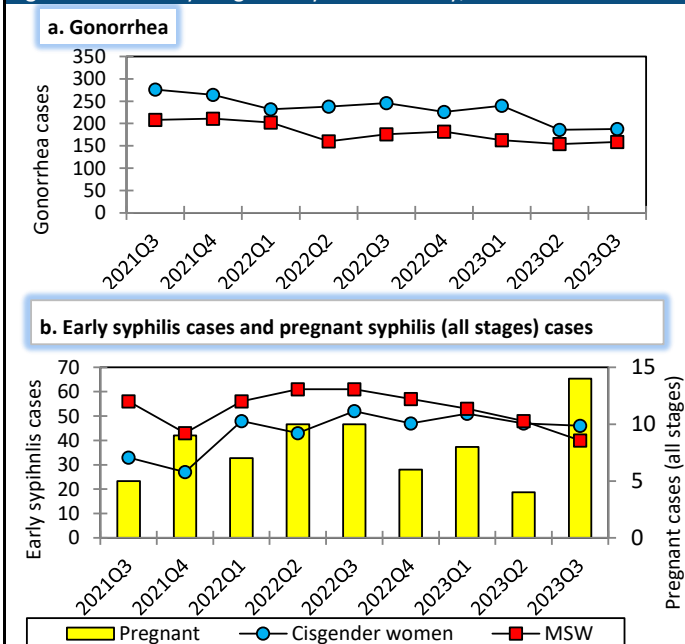 a. Gonorrhea
350
300
250
200
150
100
50
0
Gonorrhea cases
2021Q3
2021Q4
2022Q1
2022Q2
2022Q3
2022Q4
2023Q1
2023Q2
2023Q3
b. Early syphilis cases and pregnant syphilis (all stages) cases
70
60
50
40
30
20
10
0
Early sypihnlis cases
15
10
5
0
Pregnant cases (all stages)
2021Q3
2021Q4
2022Q1
2022Q2
2022Q3
2022Q4
2023Q1
2023Q2
2023Q3
Pregnant Cisgender women MSW